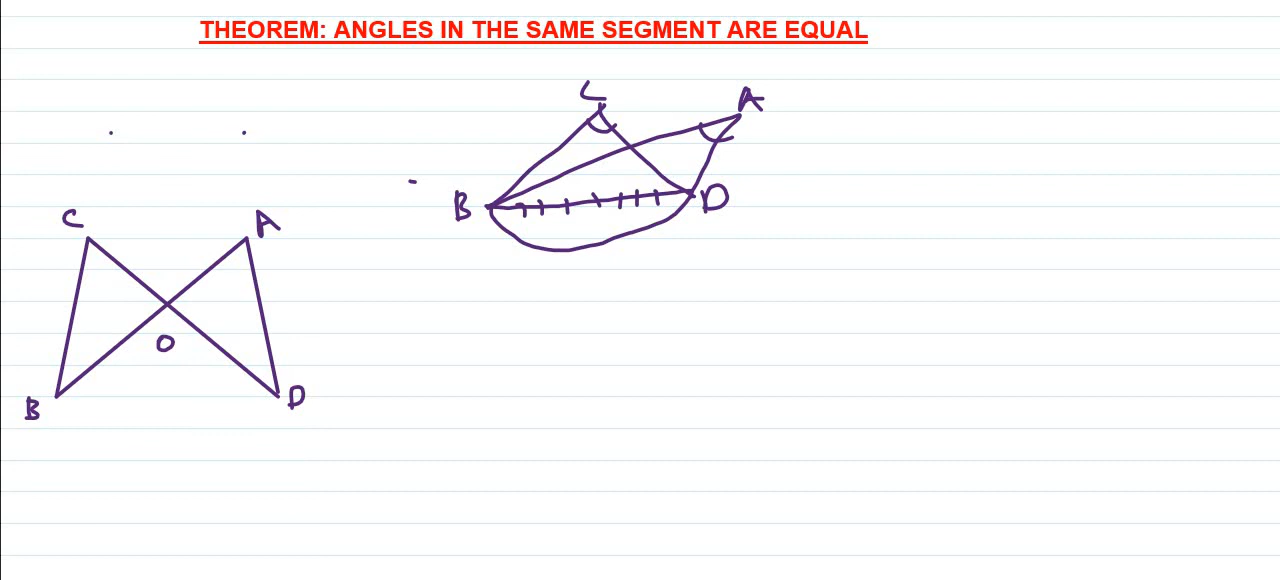 THEOREM: ANGLES IN THE SAME SEGMENT ARE EQUAL
C A
B D
C A
O
B D